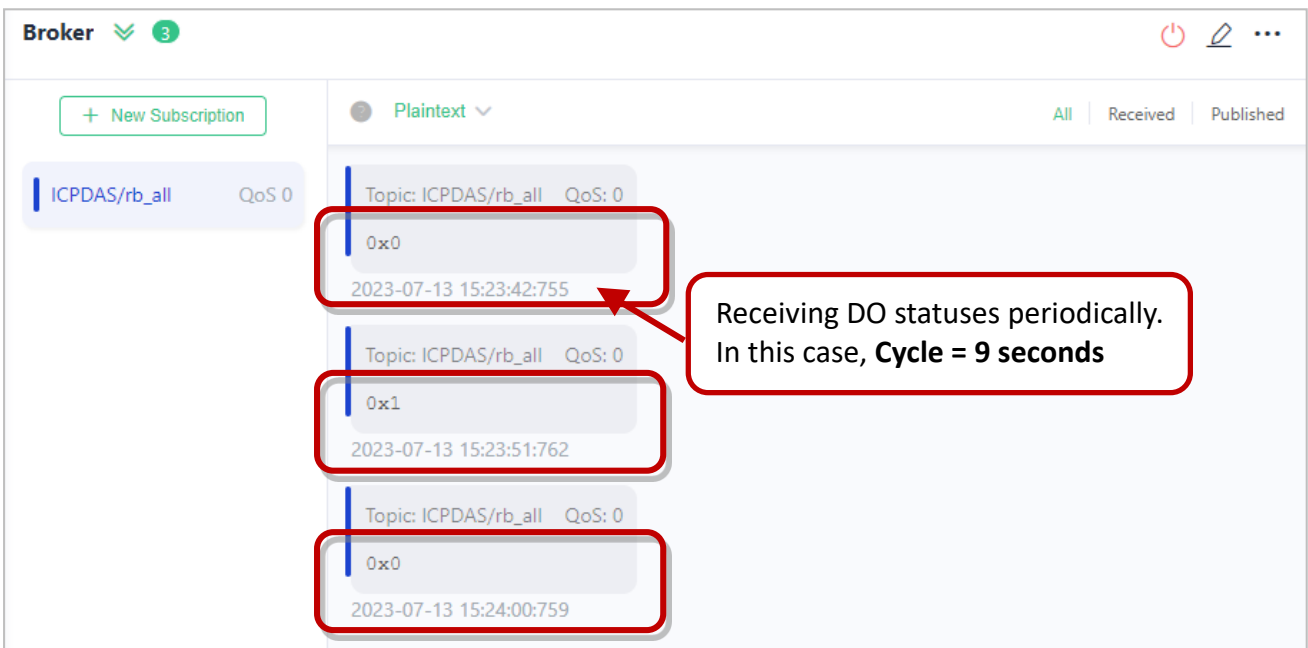 Broker 3
+ New Subscription
? Plaintext
All Received Published
ICPDAS/rb_all QoS 0
Topic: ICPDAS/rb_all QoS: 0
0x0
2023-07-13 15:23:42:755
Receiving DO statuses periodically.
In this case, Cycle = 9 seconds
Topic: ICPDAS/rb_all QoS: 0
0x1
2023-07-13 15:23:51:762
Topic: ICPDAS/rb_all QoS: 0
0x0
2023-07-13 15:24:00:759